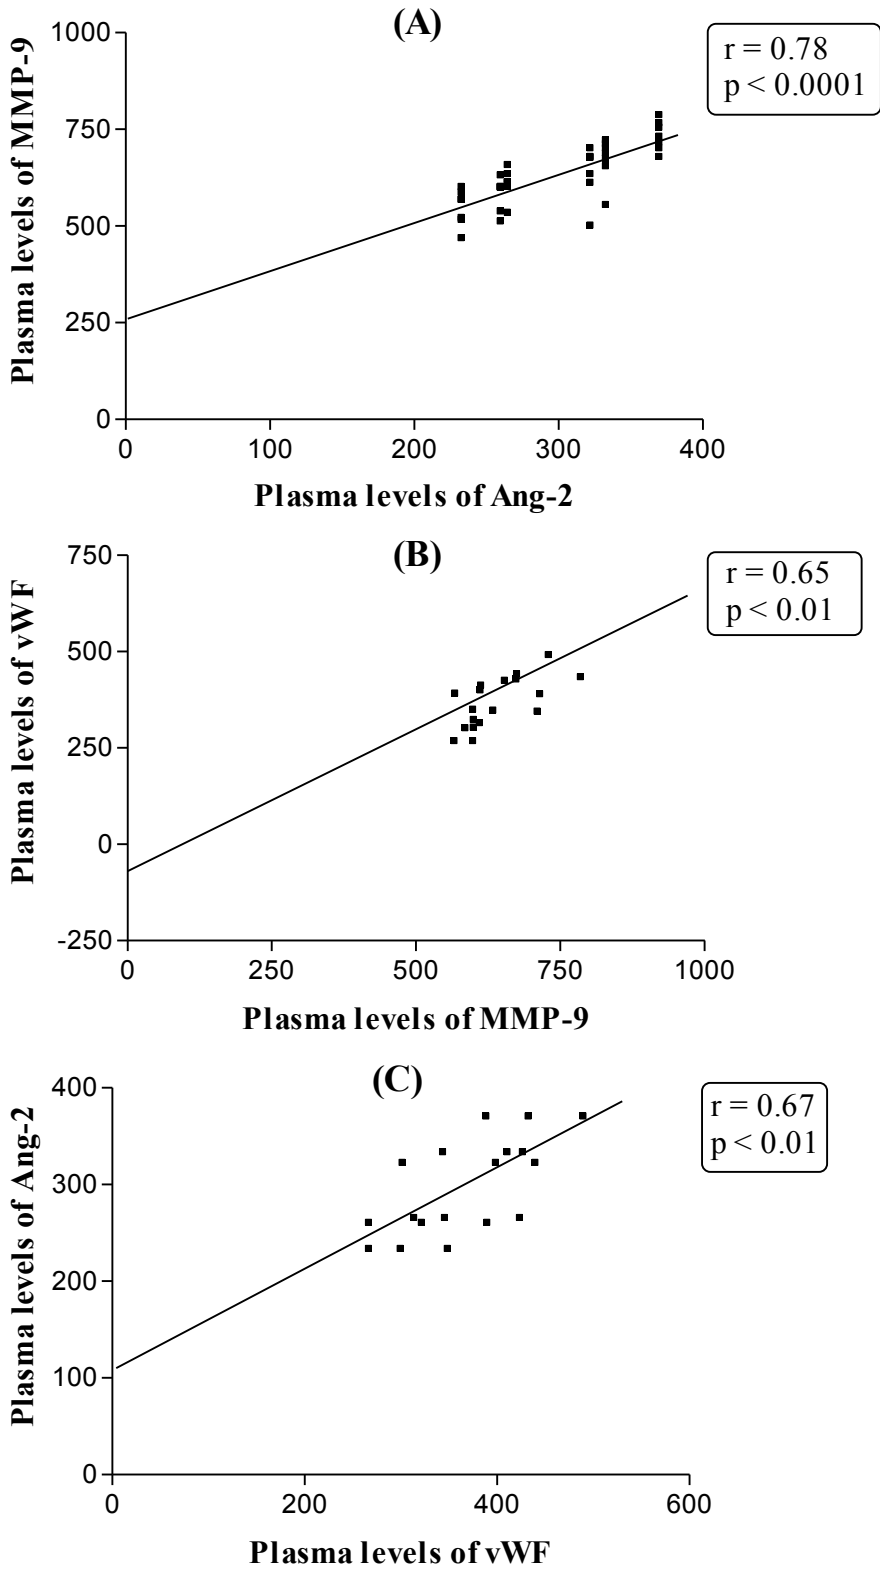 (A)
r = 0.78
p < 0.0001
Plasma levels of MMP-9
1000
750
500
250
0
0 100 200 300 400
Plasma levels of Ang-2
(B)
r = 0.65
p < 0.01
Plasma levels of vWF
750
500
250
0
-250
0 250 500 750 1000
Plasma levels of MMP-9
(C)
r = 0.67
p < 0.01
Plasma levels of Ang-2
400
300
200
100
0
0 200 400 600
Plasma levels of vWF